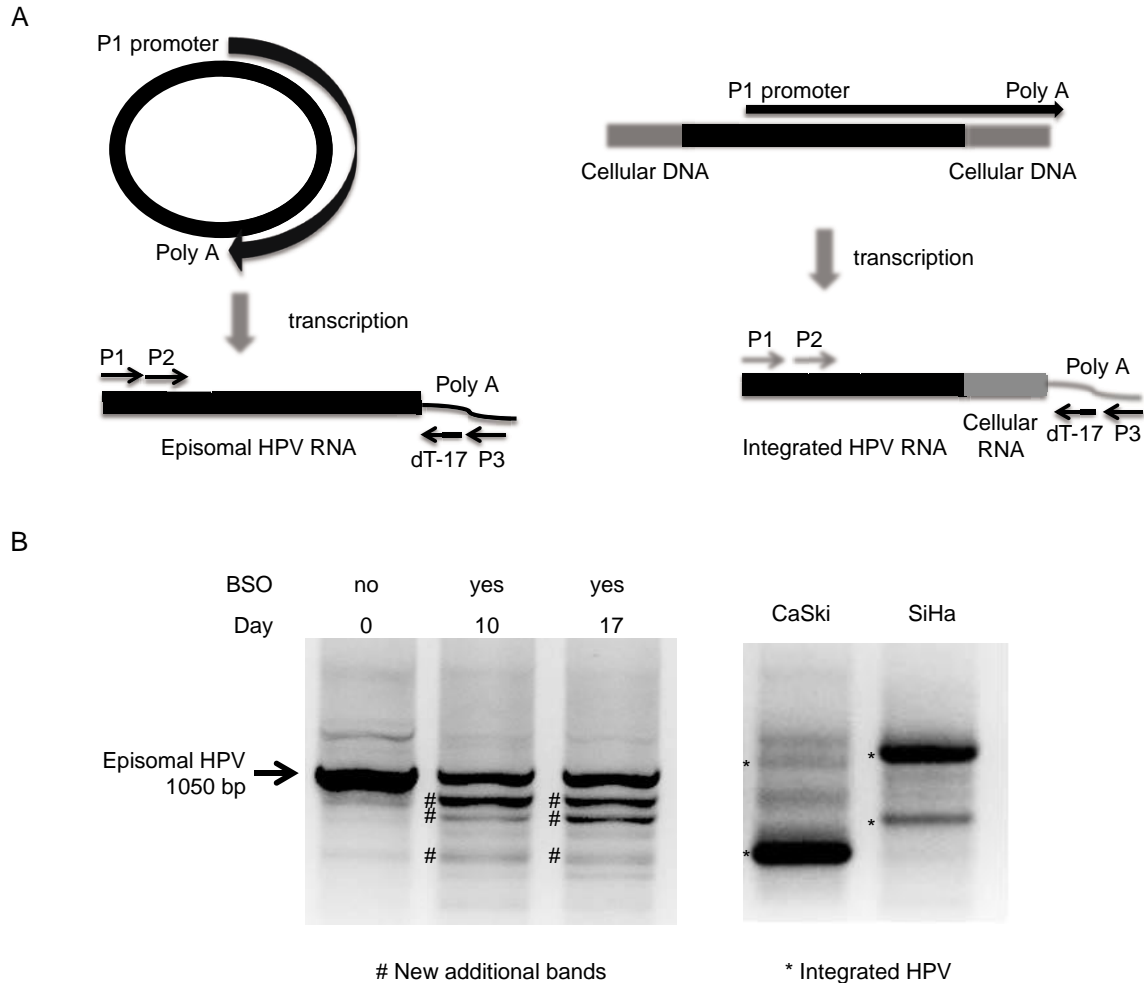 A
P1 promoter
Poly A
transcription
P1 P2
Poly A
Episomal HPV RNA
dT-17 P3
P1 promoter Poly A
Cellular DNA Cellular DNA
transcription
P1 P2
Poly A
Integrated HPV RNA
Cellular
RNA
dT-17 P3
B
BSO no yes yes
Day 0 10 17
Episomal HPV
1050 bp
# #
# #
# #
# New additional bands
CaSki SiHa
* *
* *
* Integrated HPV